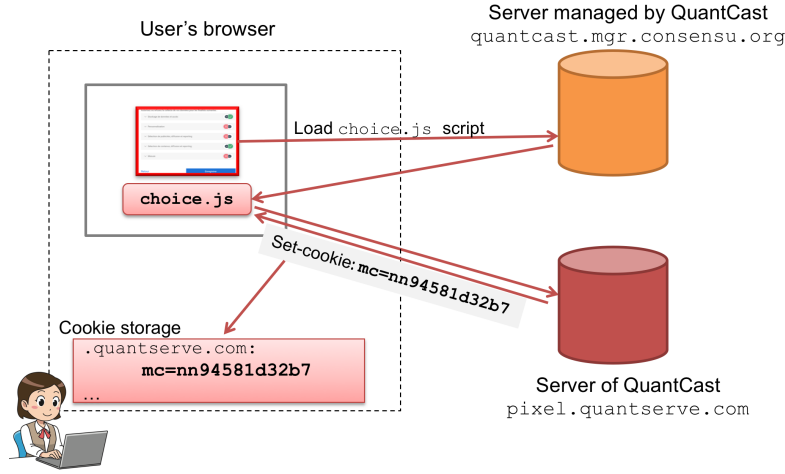 User's browser
Server managed by QuantCast
quantcast.mgr.consensu.org
Load choice.js script
choice.js
Set-cookie: mc=nn94581d32b7
Cookie storage
.quantserve.com:
mc=nn94581d32b7
...
Server of QuantCast
pixel.quantserve.com